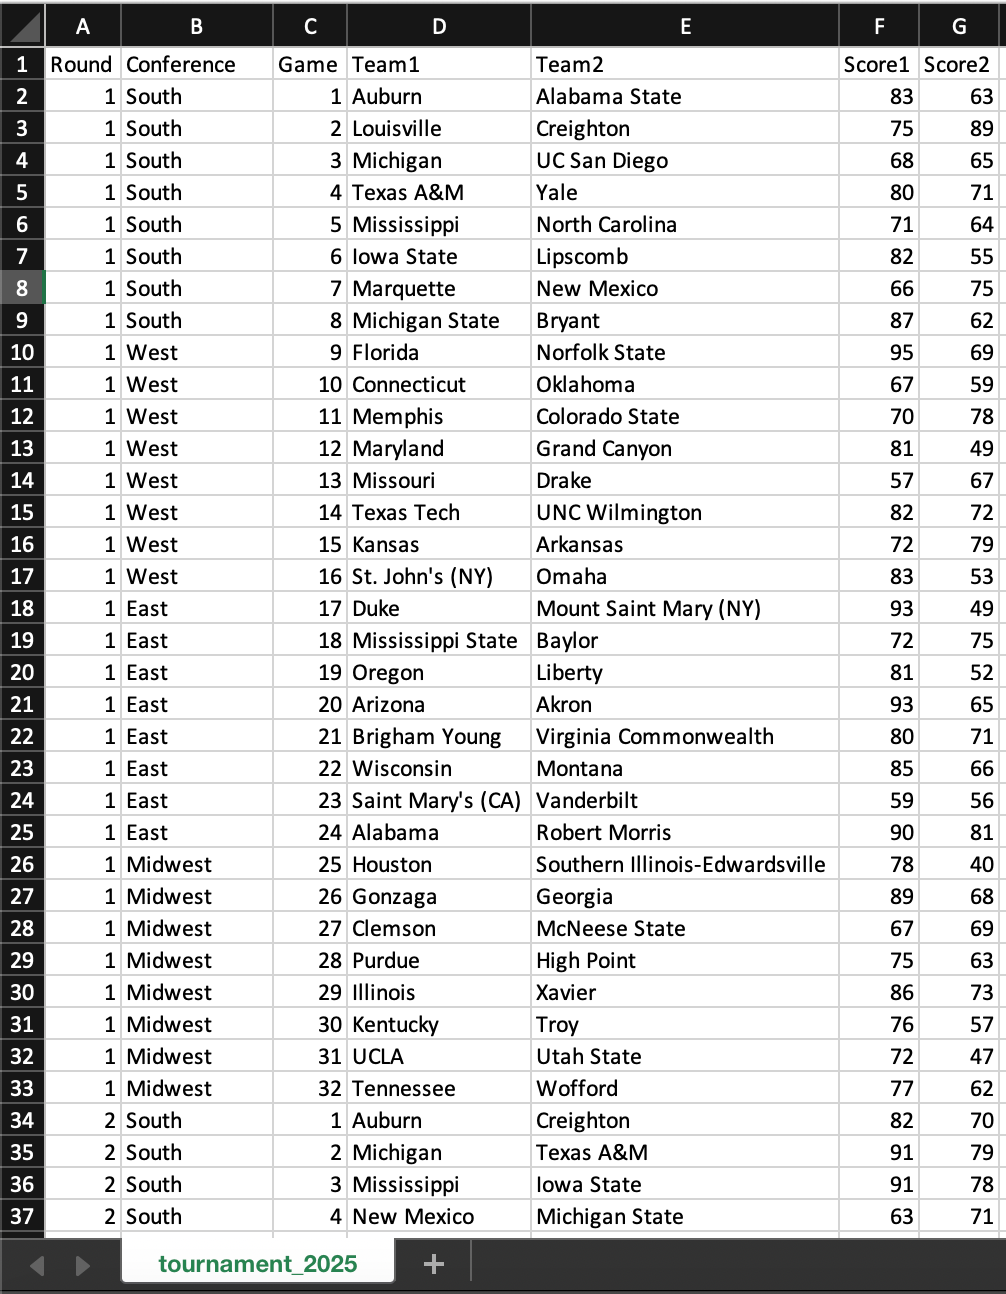 A B C D E F G
1 Round Conference Game Team1 Team2 Score1 Score2
2 1 South 1 Auburn Alabama State 83 63
3 1 South 2 Louisville Creighton 75 89
4 1 South 3 Michigan UC San Diego 68 65
5 1 South 4 Texas A&M Yale 80 71
6 1 South 5 Mississippi North Carolina 71 64
7 1 South 6 Iowa State Lipscomb 82 55
8 1 South 7 Marquette New Mexico 66 75
9 1 South 8 Michigan State Bryant 87 62
10 1 West 9 Florida Norfolk State 95 69
11 1 West 10 Connecticut Oklahoma 67 59
12 1 West 11 Memphis Colorado State 70 78
13 1 West 12 Maryland Grand Canyon 81 49
14 1 West 13 Missouri Drake 57 67
15 1 West 14 Texas Tech UNC Wilmington 82 72
16 1 West 15 Kansas Arkansas 72 79
17 1 West 16 St. John's (NY) Omaha 83 53
18 1 East 17 Duke Mount Saint Mary (NY) 93 49
19 1 East 18 Mississippi State Baylor 72 75
20 1 East 19 Oregon Liberty 81 52
21 1 East 20 Arizona Akron 93 65
22 1 East 21 Brigham Young Virginia Commonwealth 80 71
23 1 East 22 Wisconsin Montana 85 66
24 1 East 23 Saint Mary's (CA) Vanderbilt 59 56
25 1 East 24 Alabama Robert Morris 90 81
26 1 Midwest 25 Houston Southern Illinois-Edwardsville 78 40
27 1 Midwest 26 Gonzaga Georgia 89 68
28 1 Midwest 27 Clemson McNeese State 67 69
29 1 Midwest 28 Purdue High Point 75 63
30 1 Midwest 29 Illinois Xavier 86 73
31 1 Midwest 30 Kentucky Troy 76 57
32 1 Midwest 31 UCLA Utah State 72 47
33 1 Midwest 32 Tennessee Wofford 77 62
34 2 South 1 Auburn Creighton 82 70
35 2 South 2 Michigan Texas A&M 91 79
36 2 South 3 Mississippi Iowa State 91 78
37 2 South 4 New Mexico Michigan State 63 71
tournament_2025 +